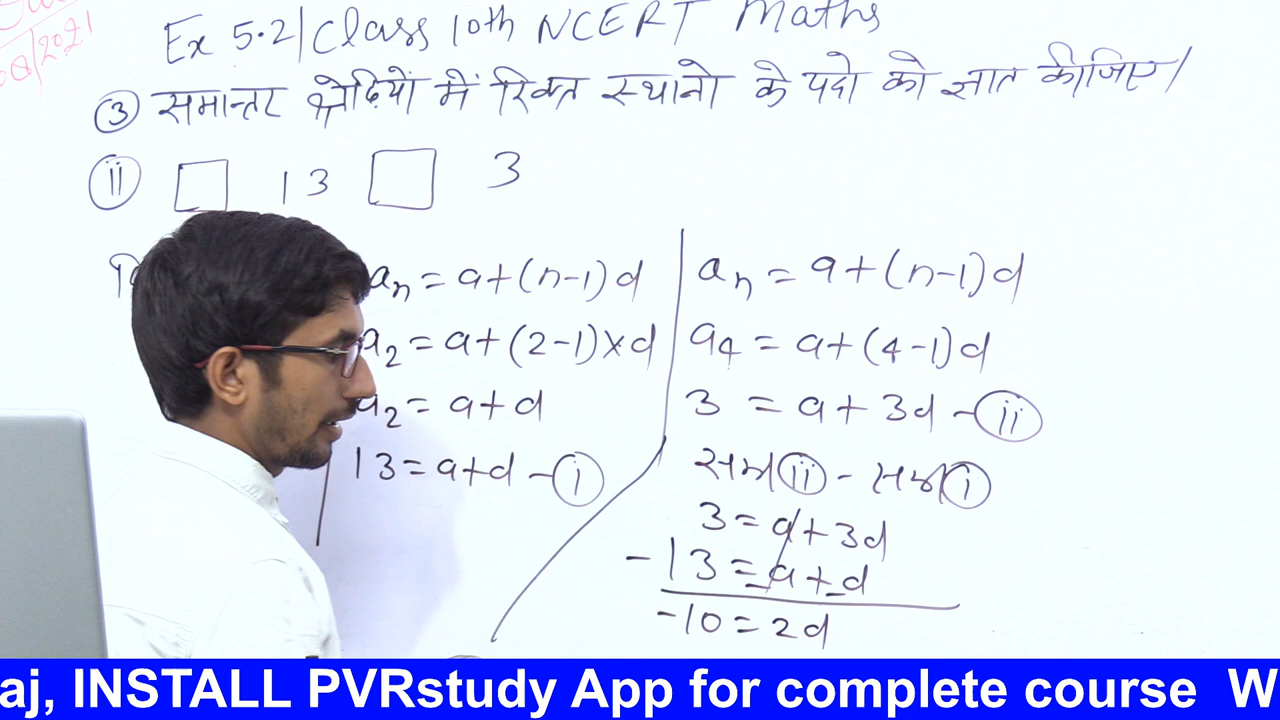 08/2021
Ex 5.2/Class 10th NCERT Maths
③ समान्तर श्रेढ़ियों में रिक्त स्थानो के पदो को ज्ञात कीजिए/
ⓘⓘ □ 13 □ 3
an = a+(n-1)d
a2 = a+(2-1)×d
a2 = a+d
13 = a+d - ⓘ
an = a+(n-1)d
a4 = a+(4-1)d
3 = a+3d - (ii)
समी (ii) - समी (i)
3 = a+3d
-13 = -a+-d
-10 = 2d
aj, INSTALL PVRstudy App for complete course W